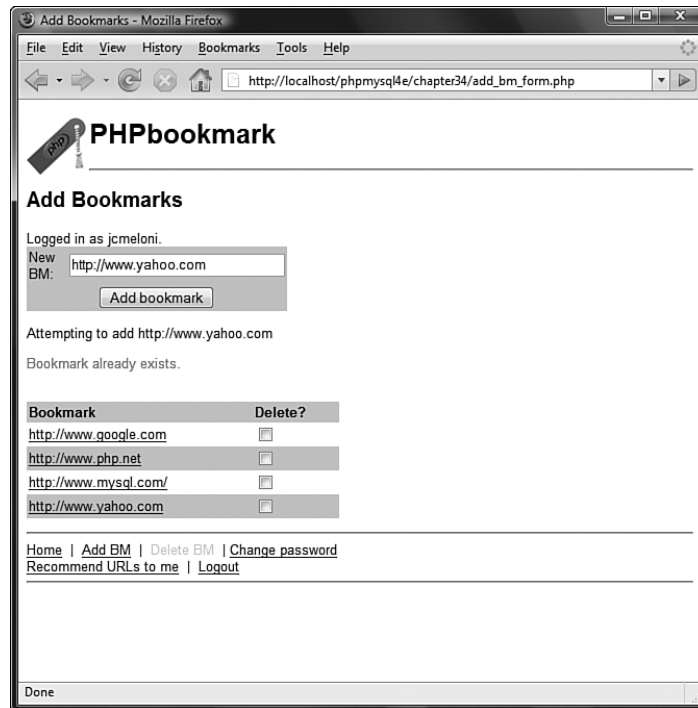 Add Bookmarks - Mozilla Firefox
File Edit View History Bookmarks Tools Help
http://localhost/phpmysql4e/chapter34/add_bm_form.php
php
PHPbookmark
Add Bookmarks
Logged in as jcmeloni.
New BM: http://www.yahoo.com
Add bookmark
Attempting to add http://www.yahoo.com
Bookmark already exists.
Bookmark Delete?
http://www.google.com
http://www.php.net
http://www.mysql.com/
http://www.yahoo.com
Home | Add BM | Delete BM | Change password
Recommend URLs to me | Logout
Done